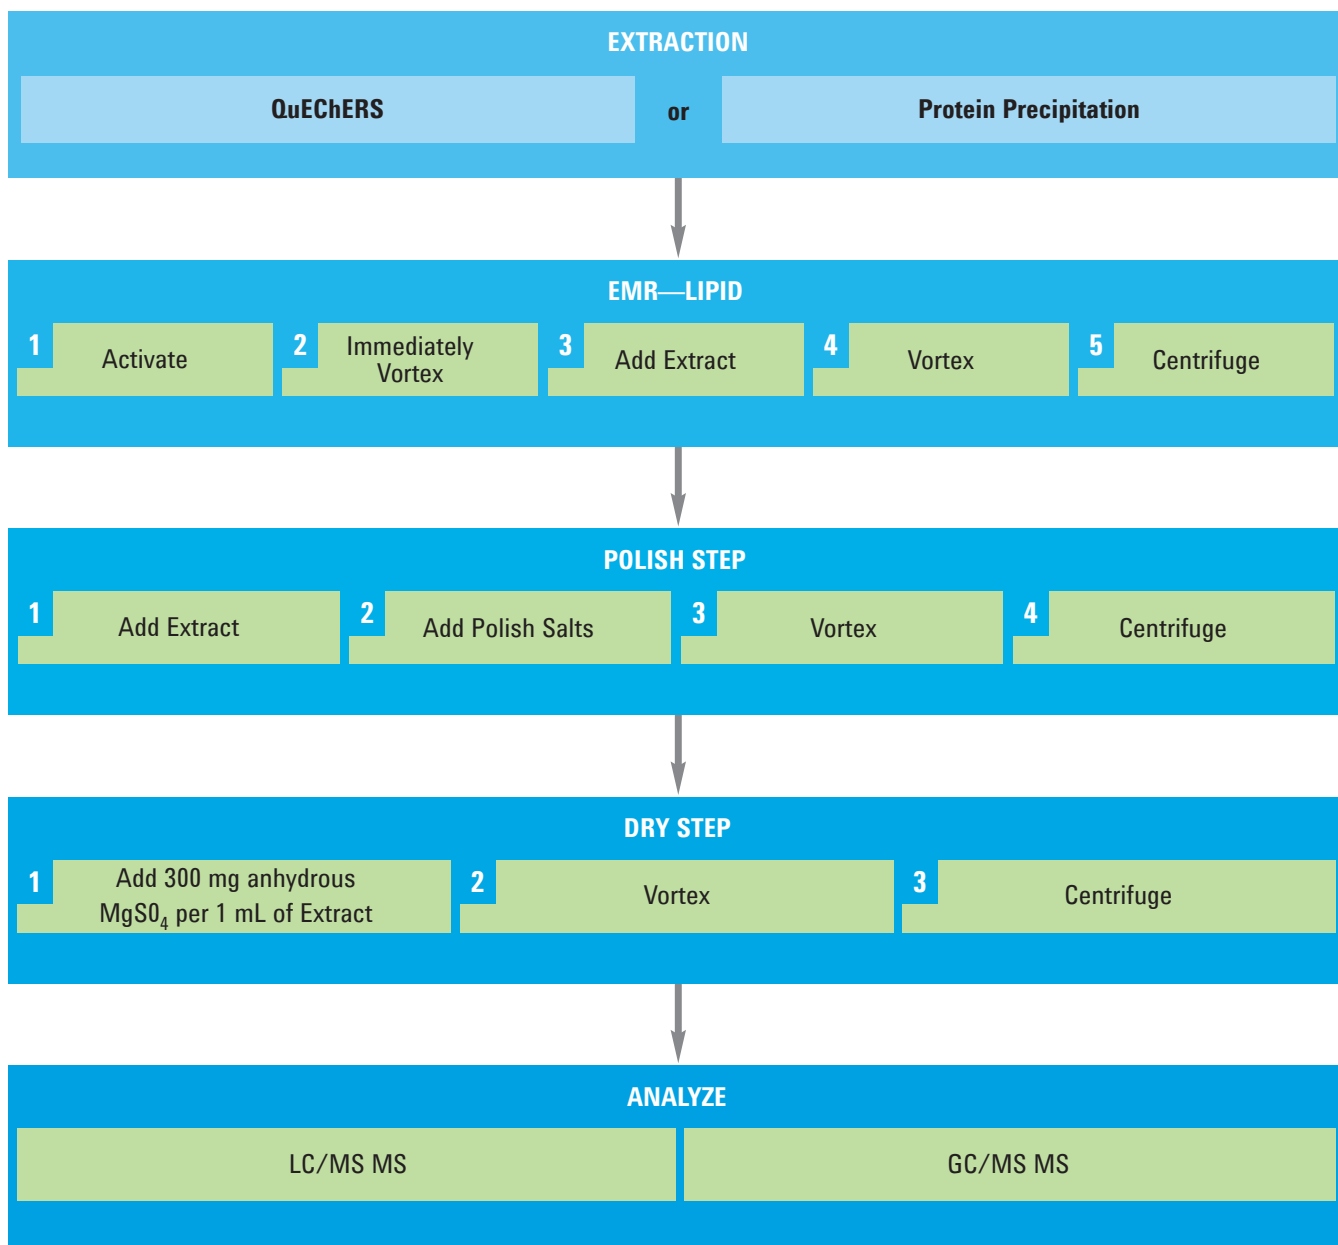 EXTRACTION
QuEChERS or Protein Precipitation
EMR—LIPID
1 Activate 2 Immediately 3 Add Extract 4 Vortex 5 Centrifuge
Vortex
POLISH STEP
1 Add Extract 2 Add Polish Salts 3 Vortex 4 Centrifuge
DRY STEP
1 Add 300 mg anhydrous 2 Vortex 3 Centrifuge
MgSO₄ per 1 mL of Extract
ANALYZE
LC/MS MS GC/MS MS